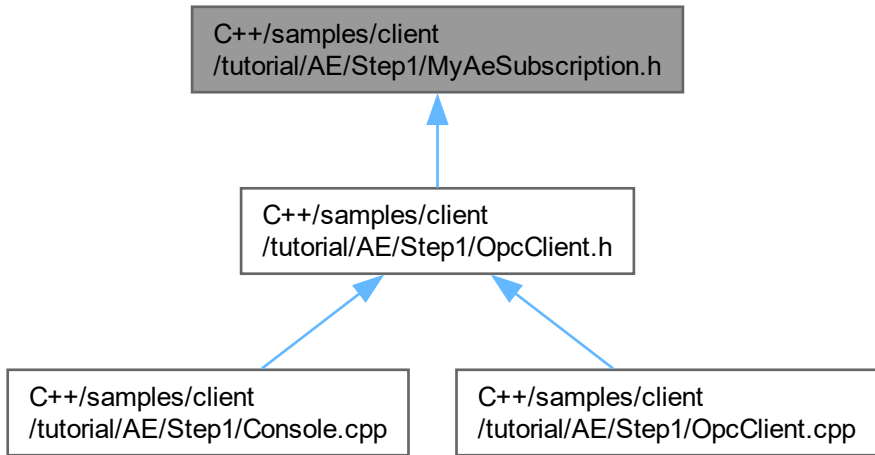 C++/samples/client
/tutorial/AE/Step1/MyAeSubscription.h
C++/samples/client
/tutorial/AE/Step1/OpcClient.h
C++/samples/client
/tutorial/AE/Step1/Console.cpp
C++/samples/client
/tutorial/AE/Step1/OpcClient.cpp